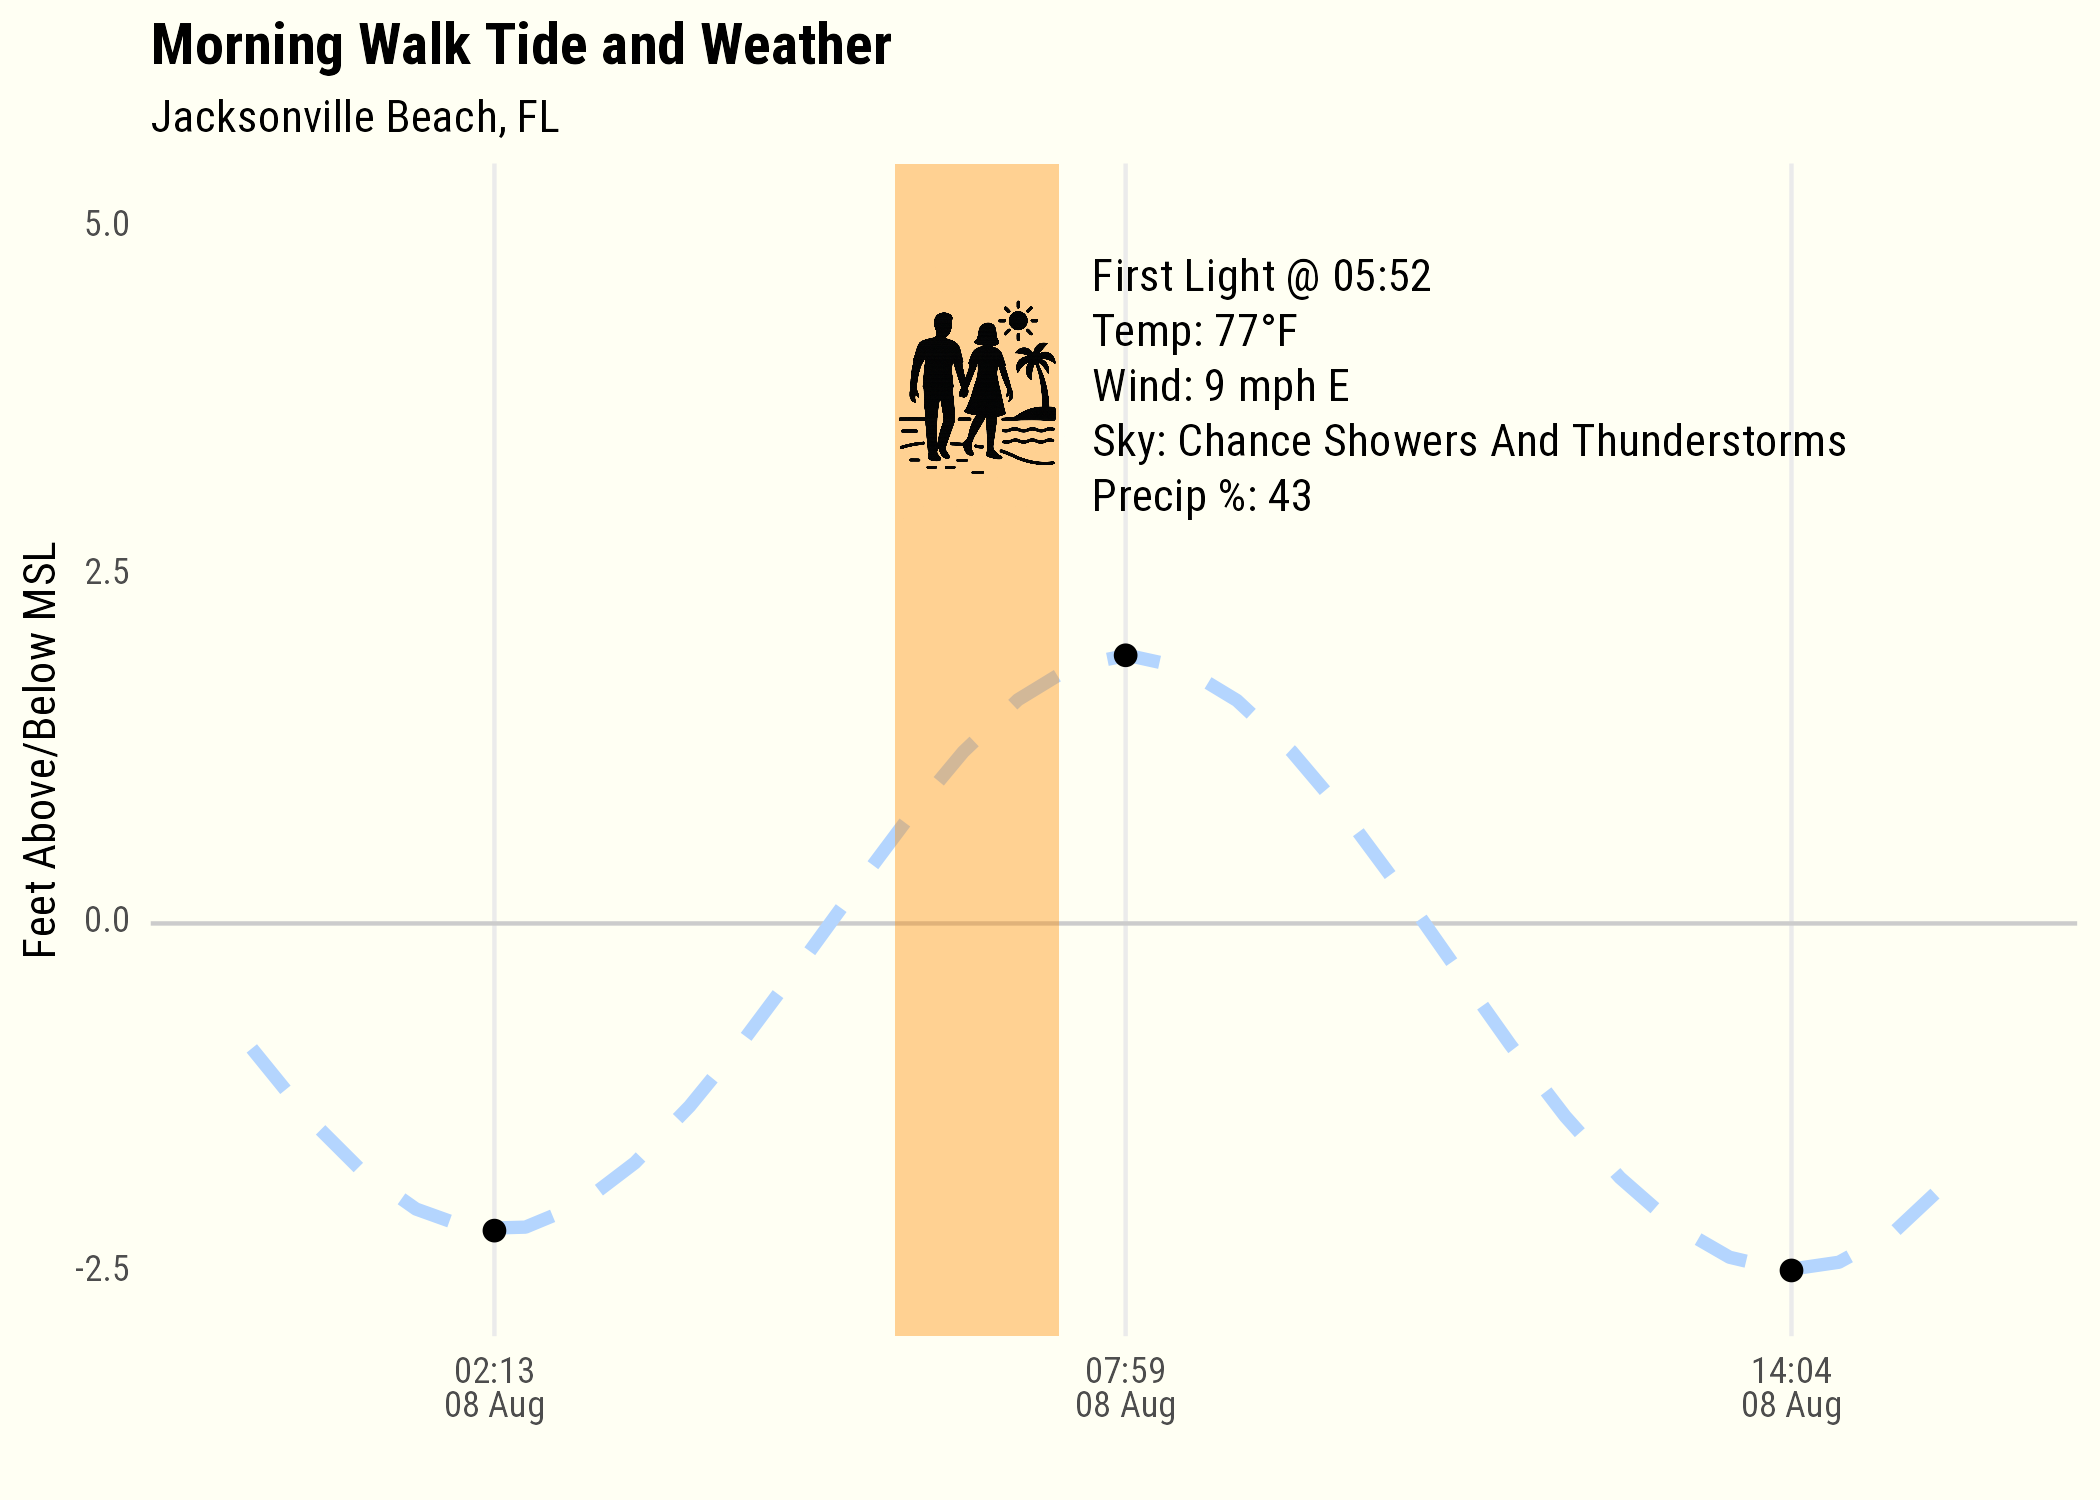 Morning Walk Tide and Weather
Jacksonville Beach, FL
Feet Above/Below MSL
5.0
2.5
0.0
-2.5
First Light @ 05:52
Temp: 77°F
Wind: 9 mph E
Sky: Chance Showers And Thunderstorms
Precip %: 43
02:13
08 Aug
07:59
08 Aug
14:04
08 Aug